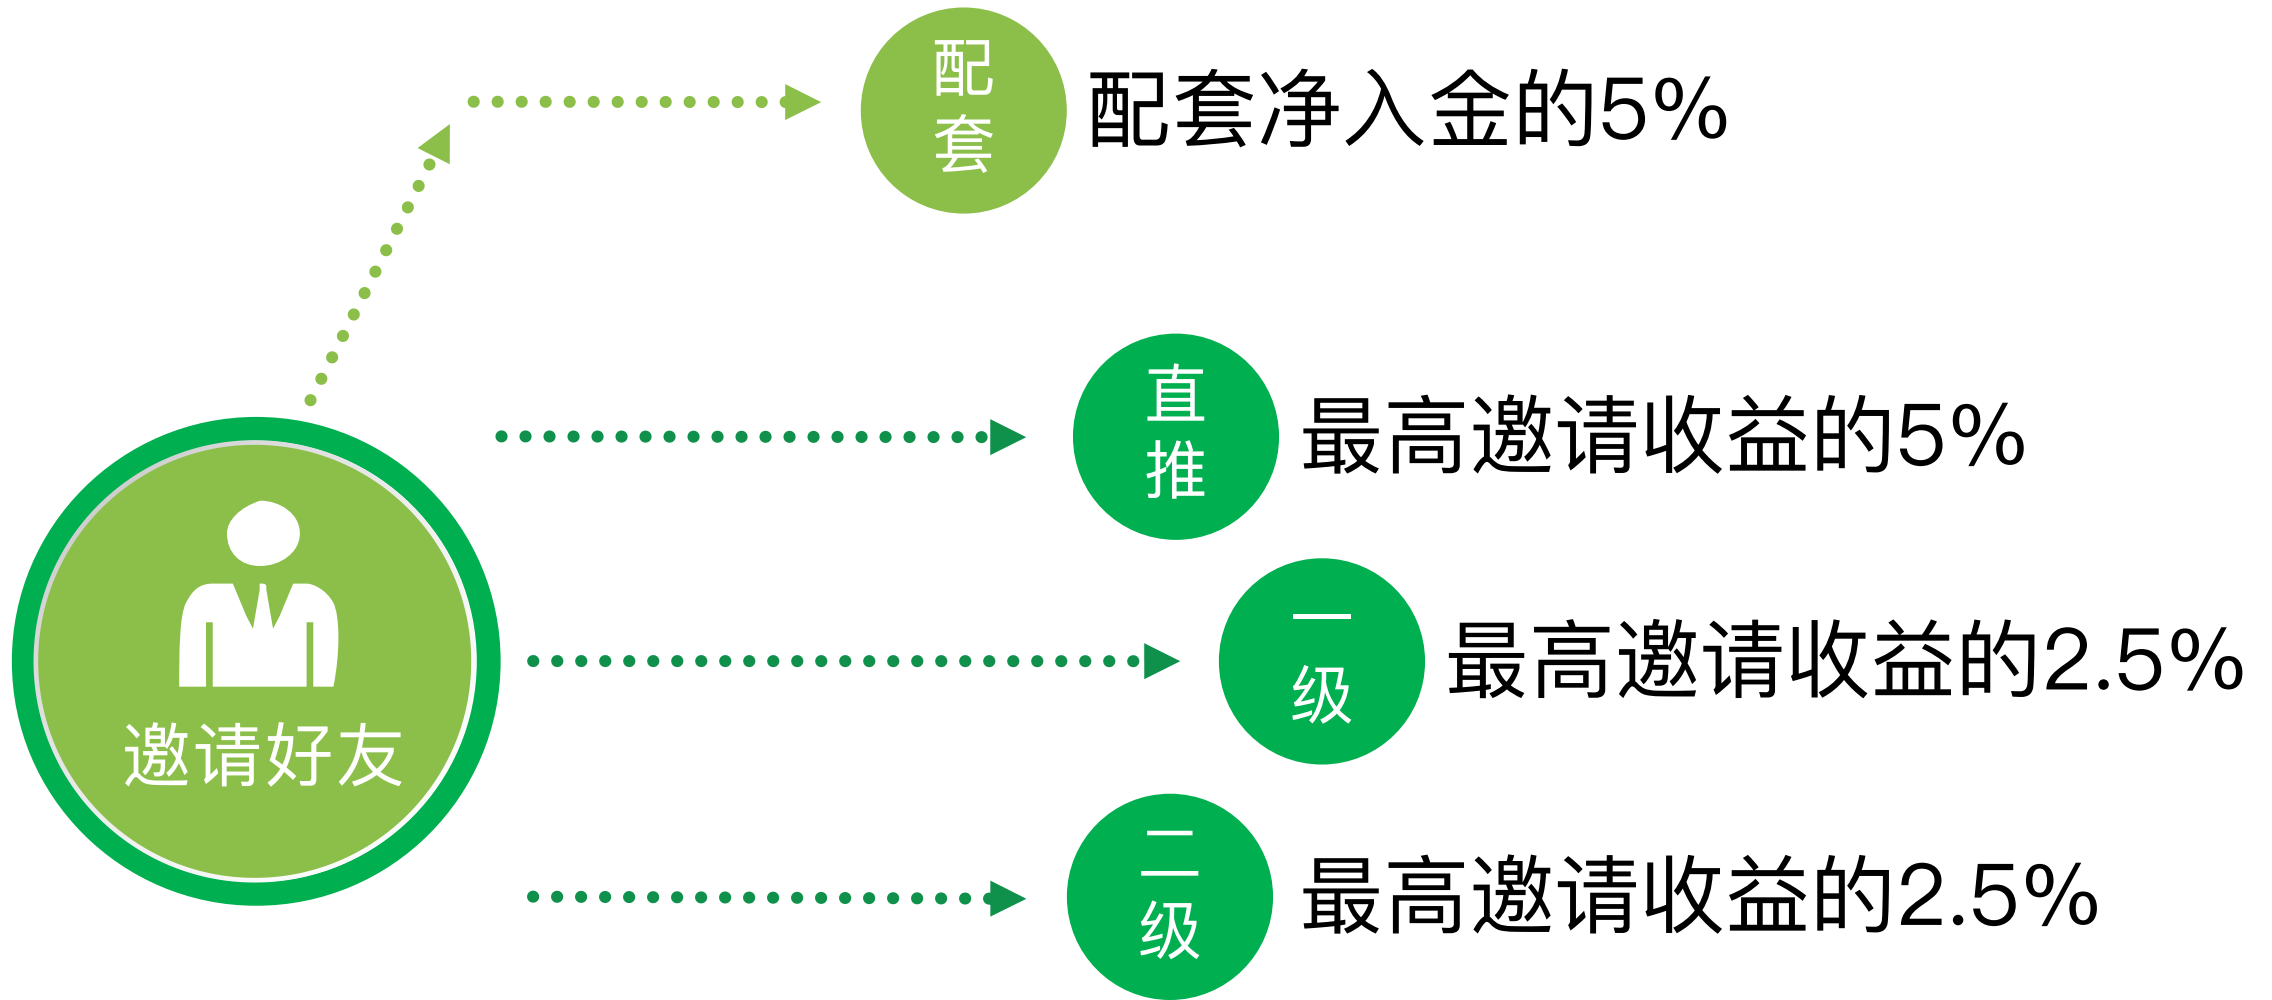 配套
配套净入金的5%
直推
最高邀请收益的5%
一级
最高邀请收益的2.5%
邀请好友
二级
最高邀请收益的2.5%